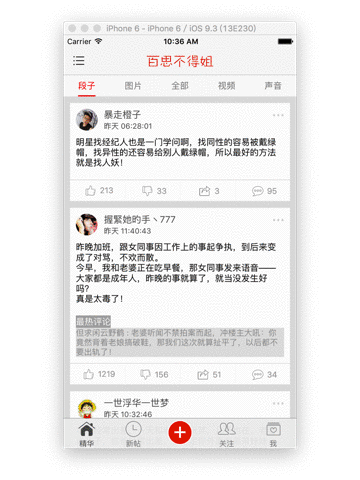 iPhone 6 - iPhone 6 / iOS 9.3 (13E230)
Carrier 10:36 AM
百思不得姐
段子 图片 全部 视频 声音
暴走橙子
昨天 06:28:01
明星找经纪人也是一门学问啊，找同性的容易被戴绿
帽，找异性的还容易给别人戴绿帽，所以最好的方法
就是找人妖！
213 33 3 95
握紧她旳手丶777
昨天 11:40:43
昨晚加班，跟女同事因工作上的事起争执，到后来变
成了对骂，不欢而散。
今早，我和老婆正在吃早餐，那女同事发来语音——
大家都是成年人，昨晚的事就算了，就当没发生好
吗？
真是太毒了！
最热评论
但求闲云野鹤：老婆听闻不禁拍案而起，冲楼主大吼：你
竟然背着老娘搞破鞋，那我们这次就算扯平了，以后都不
要出轨了！
1219 156 51 34
一世浮华一世梦
昨天 10:32:46
精华 新帖 关注 我